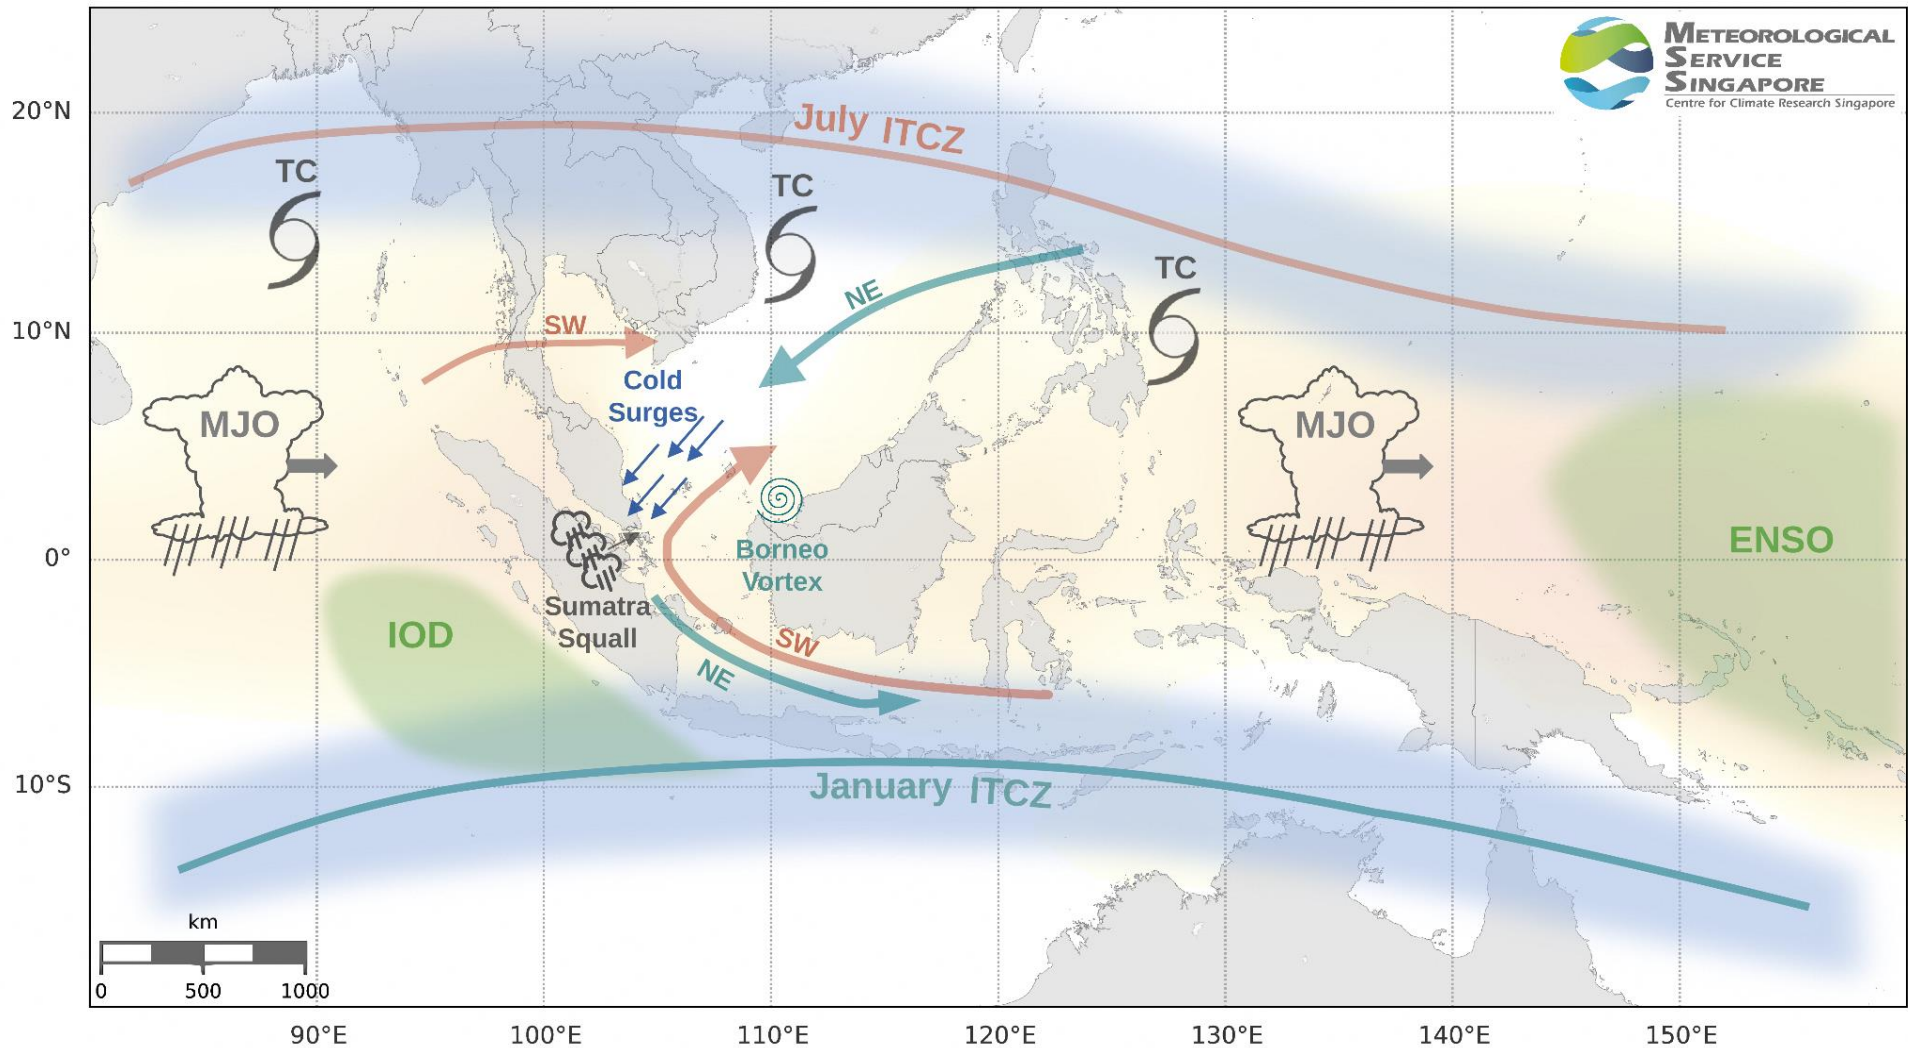 METEOROLOGICAL
SERVICE
SINGAPORE
Centre for Climate Research Singapore
20°N
July ITCZ
TC
TC
TC
NE
10°N
SW
Cold
Surges
MJO
MJO
ENSO
0°
Borneo
Vortex
Sumatra
Squall
IOD
SW
NE
10°S
January ITCZ
km
0 500 1000
90°E 100°E 110°E 120°E 130°E 140°E 150°E